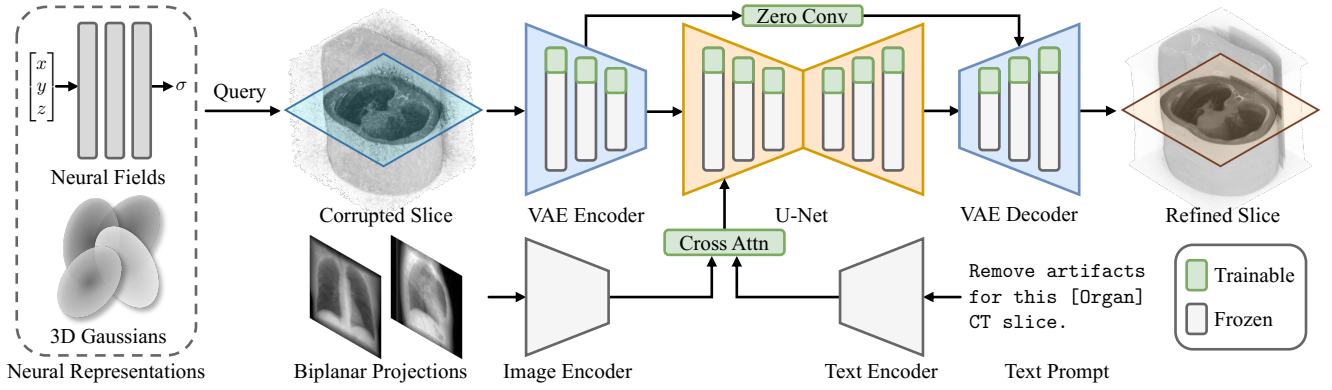 x
y
z
σ
Neural Fields
3D Gaussians
Neural Representations
Query
Corrupted Slice
Biplanar Projections
Zero Conv
VAE Encoder
U-Net
VAE Decoder
Refined Slice
Cross Attn
Image Encoder
Text Encoder
Remove artifacts
for this [Organ]
CT slice.
Text Prompt
Trainable
Frozen